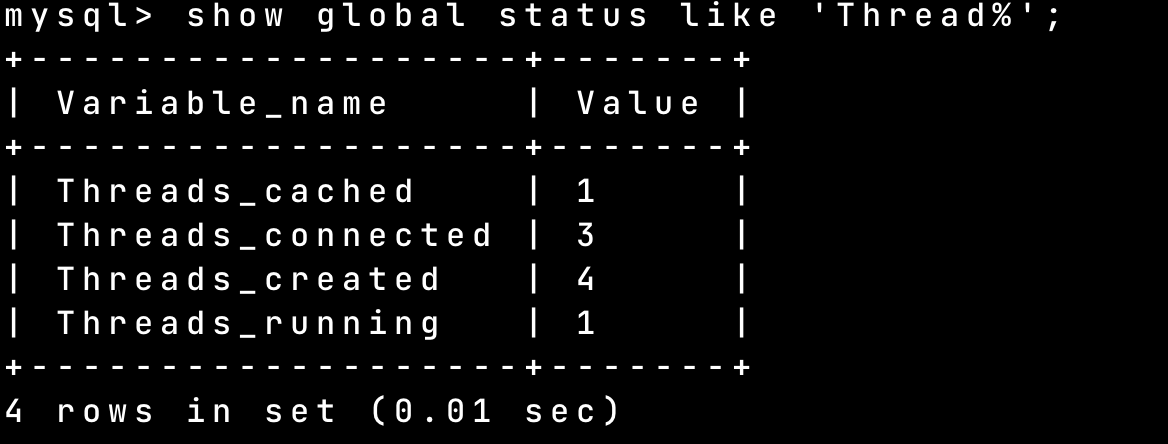 mysql> show global status like 'Thread%';
+-------------------+-------+
| Variable_name     | Value |
+-------------------+-------+
| Threads_cached    | 1     |
| Threads_connected | 3     |
| Threads_created   | 4     |
| Threads_running   | 1     |
+-------------------+-------+
4 rows in set (0.01 sec)